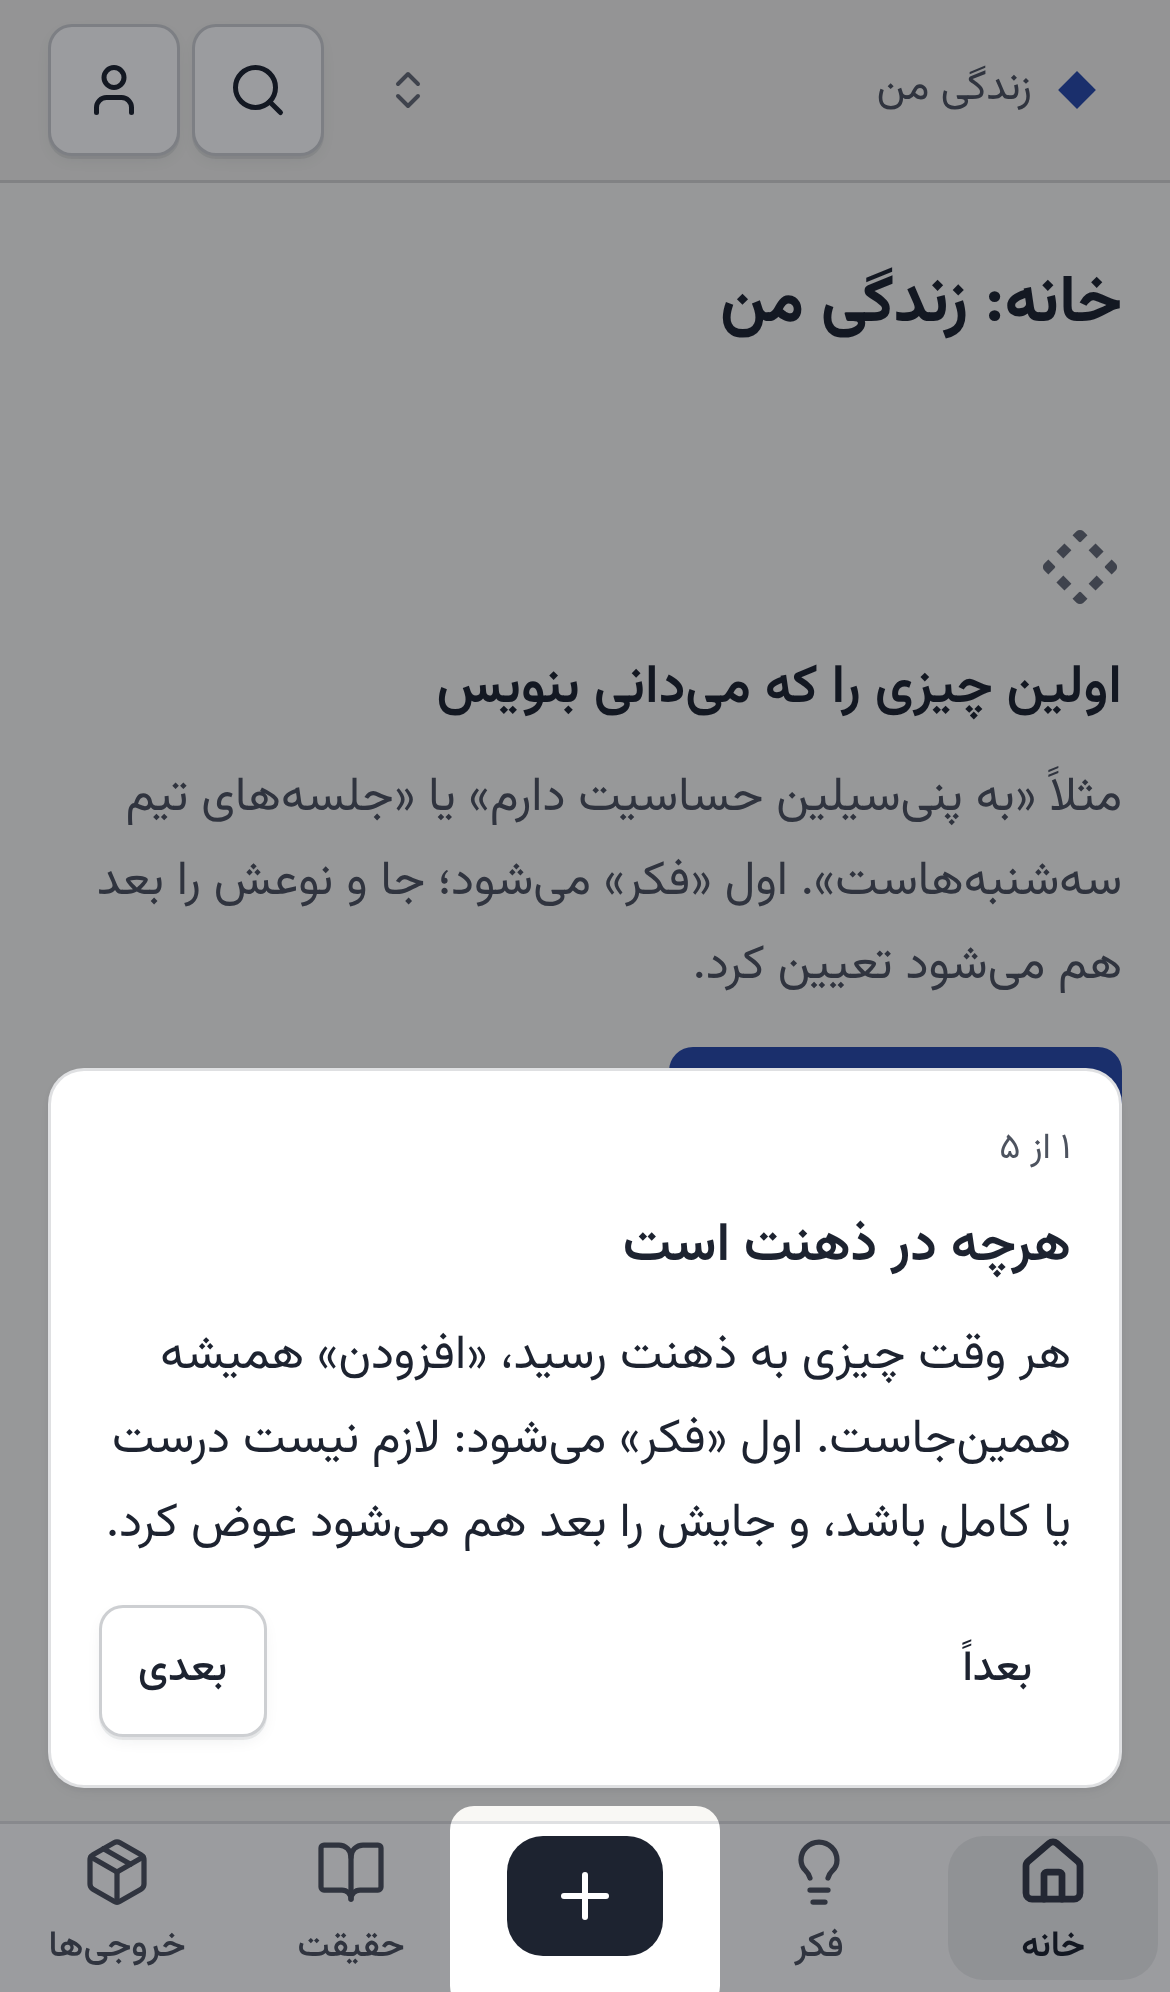 زندگی من
خانه: زندگی من
اولین چیزی را که می‌دانی بنویس
مثلاً «به پنی‌سیلین حساسیت دارم» یا «جلسه‌های تیم
سه‌شنبه‌هاست». اول «فکر» می‌شود؛ جا و نوعش را بعد
هم می‌شود تعیین کرد.
۱ از ۵
هرچه در ذهنت است
هر وقت چیزی به ذهنت رسید، «افزودن» همیشه
همین‌جاست. اول «فکر» می‌شود: لازم نیست درست
یا کامل باشد، و جایش را بعد هم می‌شود عوض کرد.
بعداً
بعدی
خانه
فکر
حقیقت
خروجی‌ها